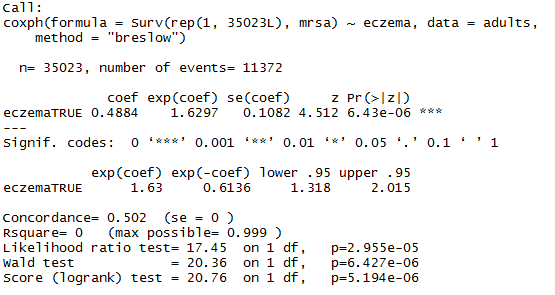 Call:
coxph(formula = Surv(rep(1, 35023L), mrsa) ~ eczema, data = adults,
    method = "breslow")
  n= 35023, number of events= 11372
             coef exp(coef) se(coef)     z Pr(>|z|)
eczemaTRUE 0.4884    1.6297   0.1082 4.512 6.43e-06 ***
---
Signif. codes:  0 ‘***’ 0.001 ‘**’ 0.01 ‘*’ 0.05 ‘.’ 0.1 ‘ ’ 1
           exp(coef) exp(-coef) lower .95 upper .95
eczemaTRUE      1.63     0.6136     1.318     2.015
Concordance= 0.502  (se = 0 )
Rsquare= 0   (max possible= 0.999 )
Likelihood ratio test= 17.45  on 1 df,   p=2.955e-05
Wald test            = 20.36  on 1 df,   p=6.427e-06
Score (logrank) test = 20.76  on 1 df,   p=5.194e-06